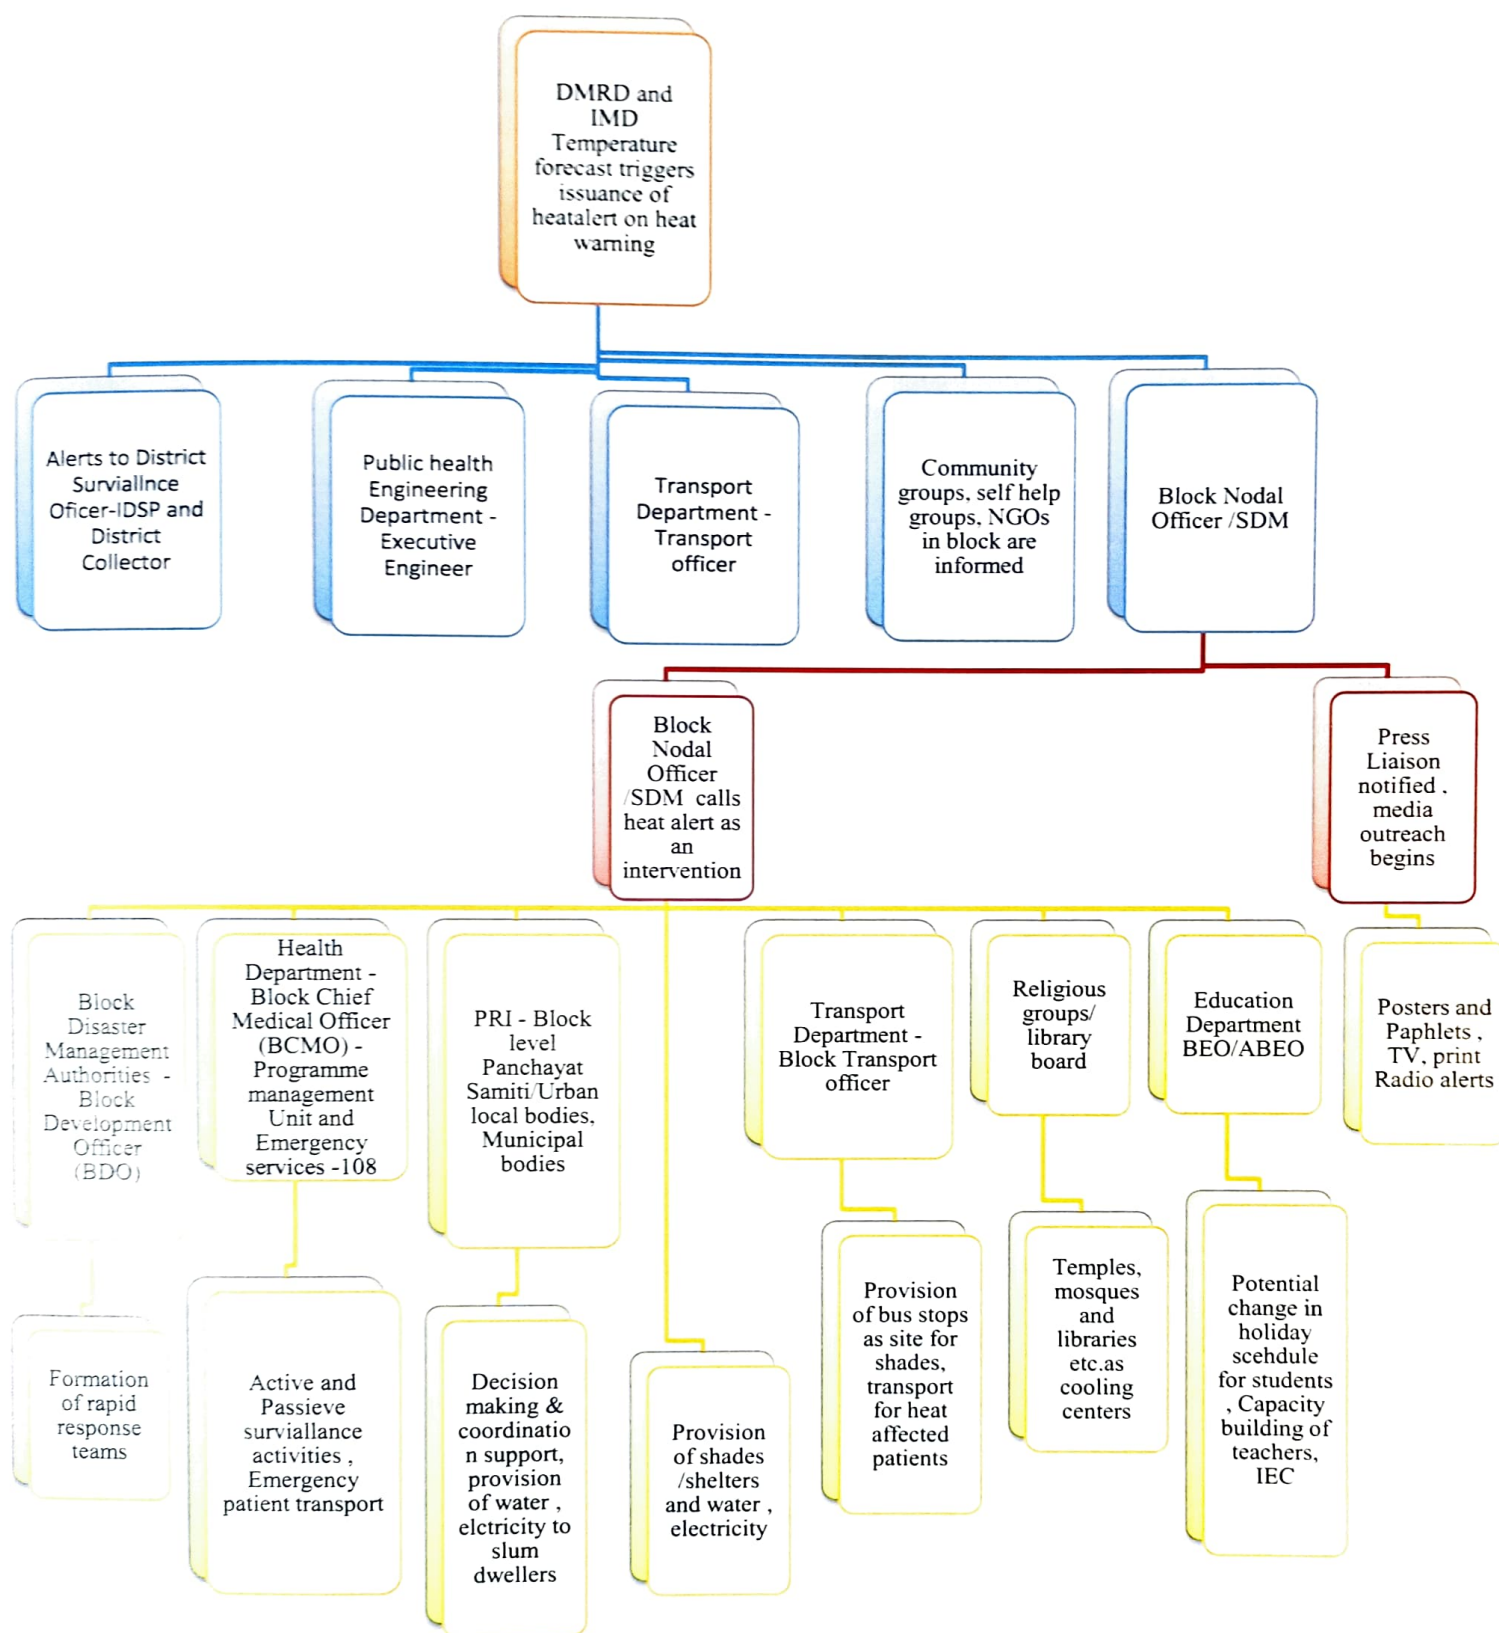 DMRD and
IMD
Temperature
forecast triggers
issuance of
heatalert on heat
warning
Alerts to District
Surviallnce
Oficer-IDSP and
District
Collector
Public health
Engineering
Department -
Executive
Engineer
Transport
Department -
Transport
officer
Community
groups, self help
groups, NGOs
in block are
informed
Block Nodal
Officer /SDM
Block
Nodal
Officer
/SDM calls
heat alert as
an
intervention
Press
Liaison
notified ,
media
outreach
begins
Block
Disaster
Management
Authorities -
Block
Development
Officer
(BDO)
Health
Department -
Block Chief
Medical Officer
(BCMO) -
Programme
management
Unit and
Emergency
services -108
PRI - Block
level
Panchayat
Samiti/Urban
local bodies,
Municipal
bodies
Transport
Department -
Block Transport
officer
Religious
groups/
library
board
Education
Department
BEO/ABEO
Posters and
Paphlets ,
TV, print
Radio alerts
Formation
of rapid
response
teams
Active and
Passieve
surviallance
activities ,
Emergency
patient transport
Decision
making &
coordinatio
n support,
provision
of water ,
elctricity to
slum
dwellers
Provision
of shades
/shelters
and water ,
electricity
Provision
of bus stops
as site for
shades,
transport
for heat
affected
patients
Temples,
mosques
and
libraries
etc.as
cooling
centers
Potential
change in
holiday
scehdule
for students
, Capacity
building of
teachers,
IEC